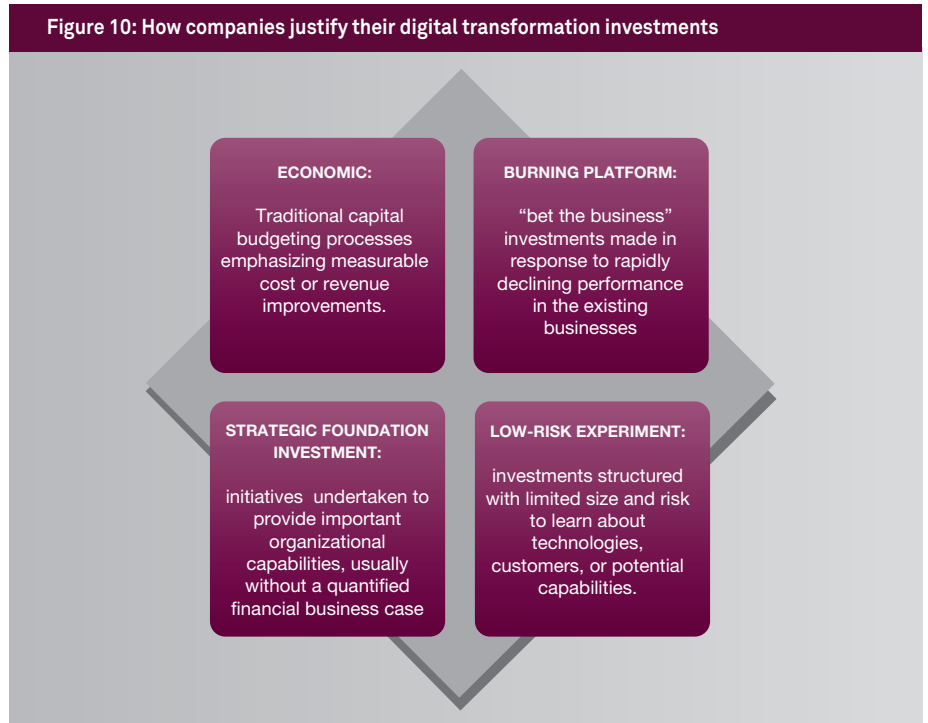 Figure 10: How companies justify their digital transformation investments
ECONOMIC:
Traditional capital
budgeting processes
emphasizing measurable
cost or revenue
improvements.
BURNING PLATFORM:
“bet the business”
investments made in
response to rapidly
declining performance
in the existing
businesses
STRATEGIC FOUNDATION
INVESTMENT:
initiatives undertaken to
provide important
organizational
capabilities, usually
without a quantified
financial business case
LOW-RISK EXPERIMENT:
investments structured
with limited size and risk
to learn about
technologies,
customers, or potential
capabilities.